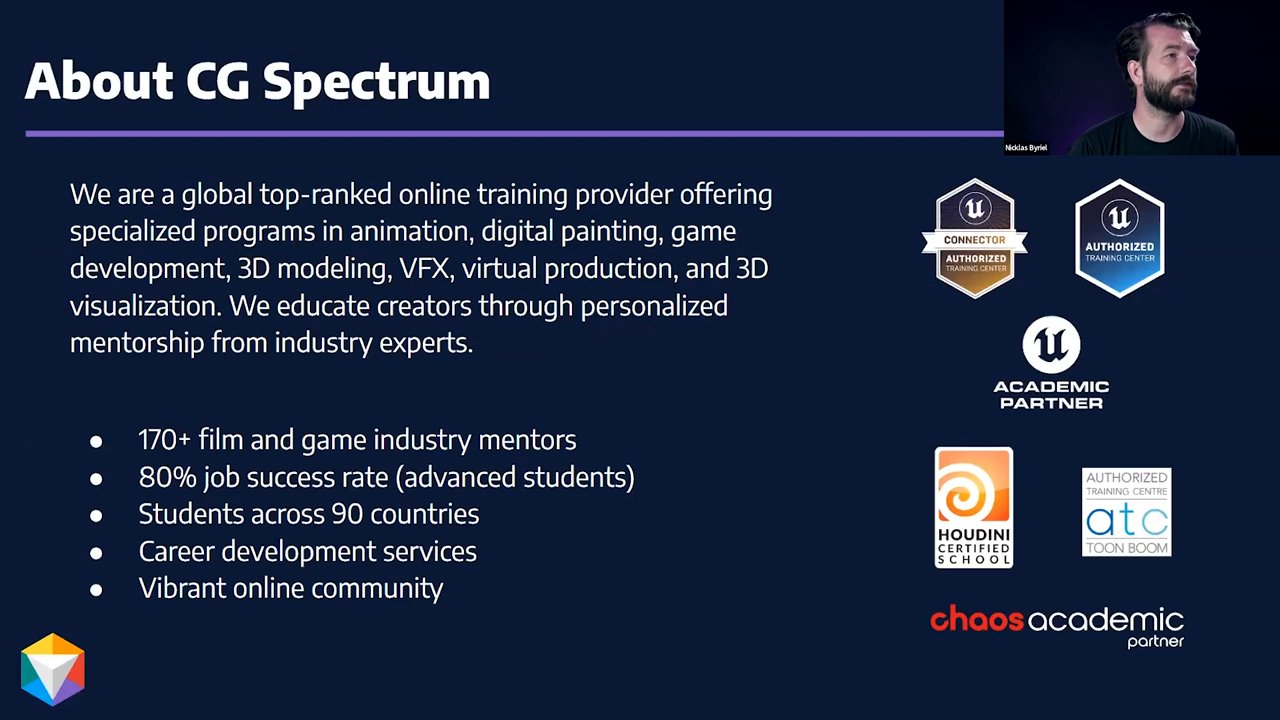 About CG Spectrum
Nicklas Byriel
We are a global top-ranked online training provider offering
specialized programs in animation, digital painting, game
development, 3D modeling, VFX, virtual production, and 3D
visualization. We educate creators through personalized
mentorship from industry experts.
● 170+ film and game industry mentors
● 80% job success rate (advanced students)
● Students across 90 countries
● Career development services
● Vibrant online community
CONNECTOR
AUTHORIZED
TRAINING CENTER
AUTHORIZED
TRAINING CENTER
ACADEMIC
PARTNER
HOUDINI
CERTIFIED
SCHOOL
AUTHORIZED
TRAINING CENTRE
atc
TOON BOOM
chaos academic
partner